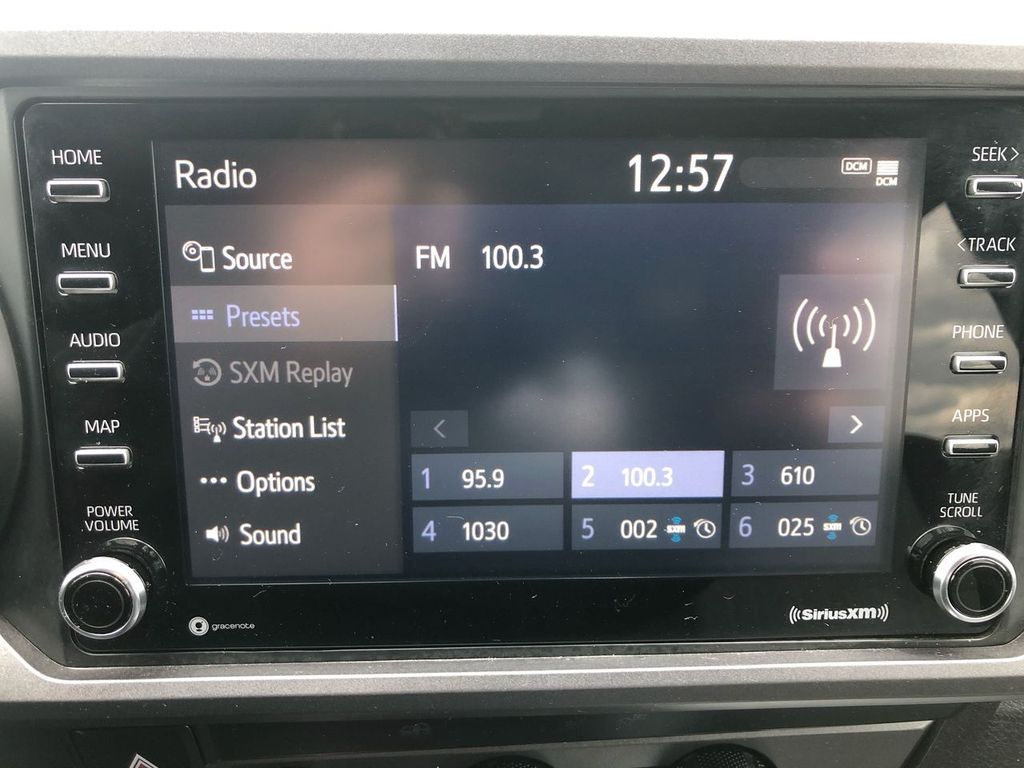 HOME
MENU
AUDIO
MAP
POWER
VOLUME
Radio
12:57
DCM
DCM
Source
Presets
SXM Replay
Station List
Options
Sound
FM 100.3
<
>
1 95.9
2 100.3
3 610
4 1030
5 002 SXM
6 025 SXM
gracenote
((SiriusXM))
SEEK>
<TRACK
PHONE
APPS
TUNE
SCROLL